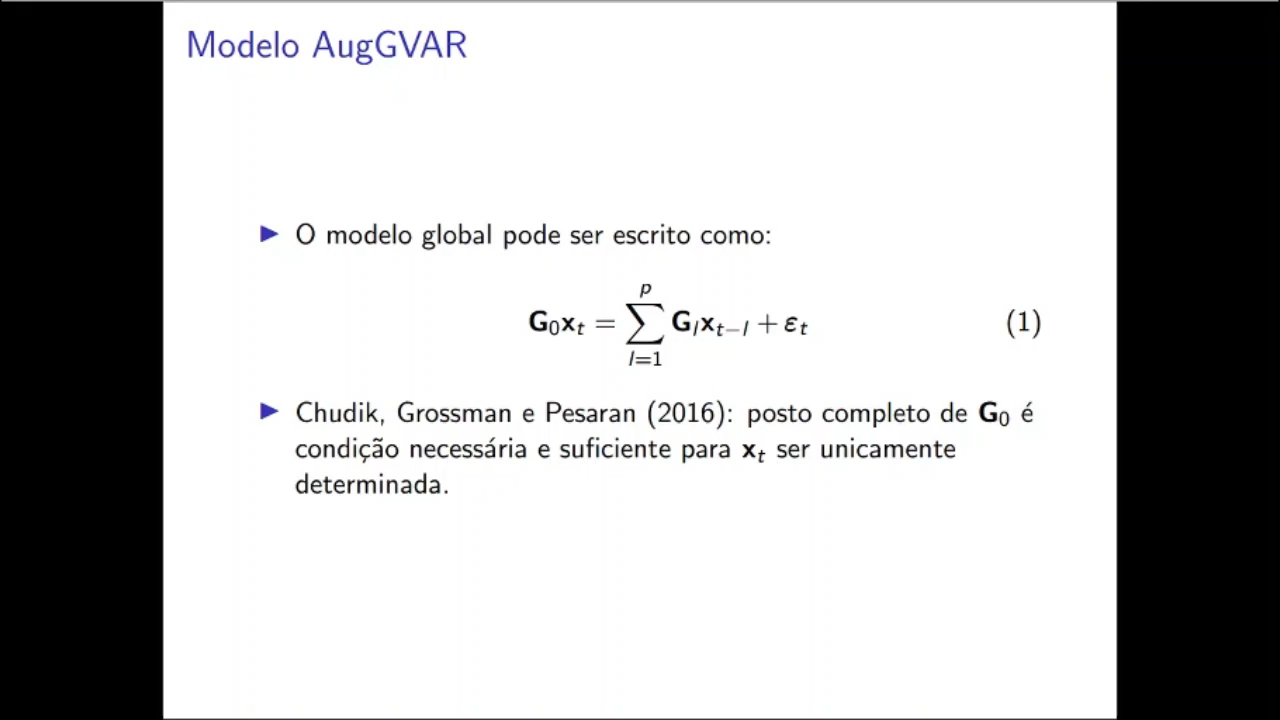 Modelo AugGVAR
▶ O modelo global pode ser escrito como:
G₀xₜ = ∑ₗ₌₁ᵖ Gₗxₜ₋ₗ + εₜ (1)
▶ Chudik, Grossman e Pesaran (2016): posto completo de G₀ é
condição necessária e suficiente para xₜ ser unicamente
determinada.